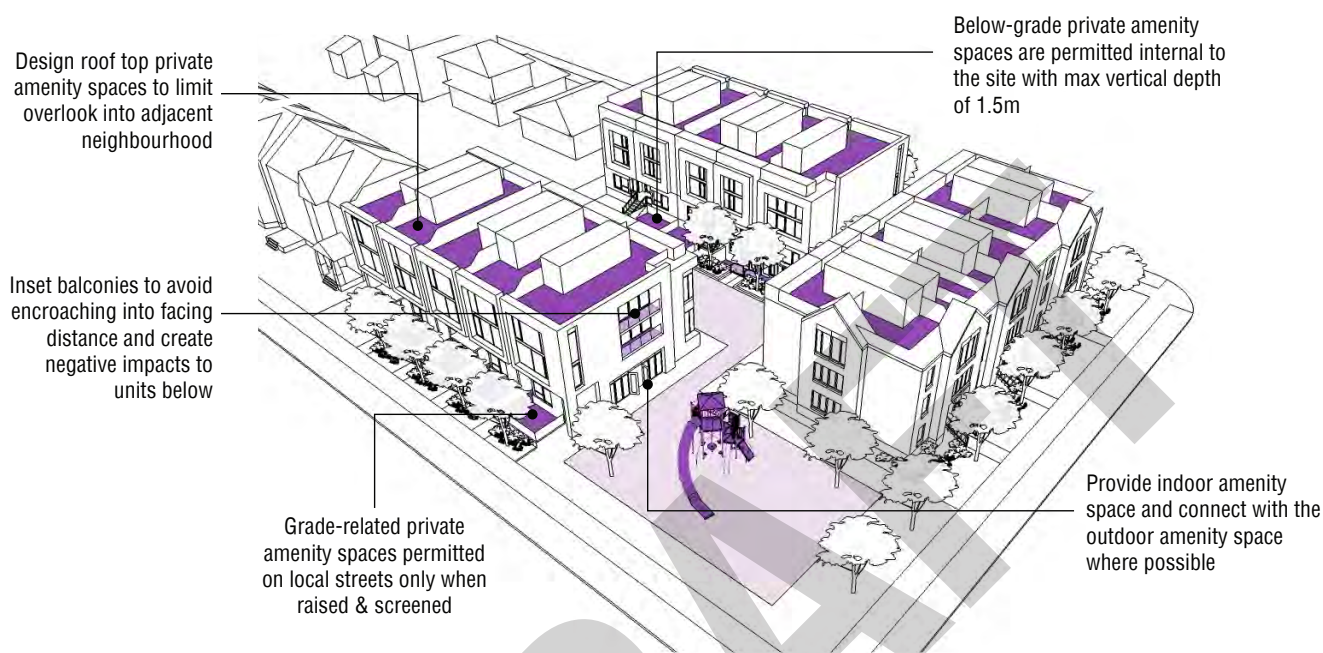 Design roof top private
amenity spaces to limit
overlook into adjacent
neighbourhood
Below-grade private amenity
spaces are permitted internal to
the site with max vertical depth
of 1.5m
Inset balconies to avoid
encroaching into facing
distance and create
negative impacts to
units below
Grade-related private
amenity spaces permitted
on local streets only when
raised & screened
Provide indoor amenity
space and connect with the
outdoor amenity space
where possible